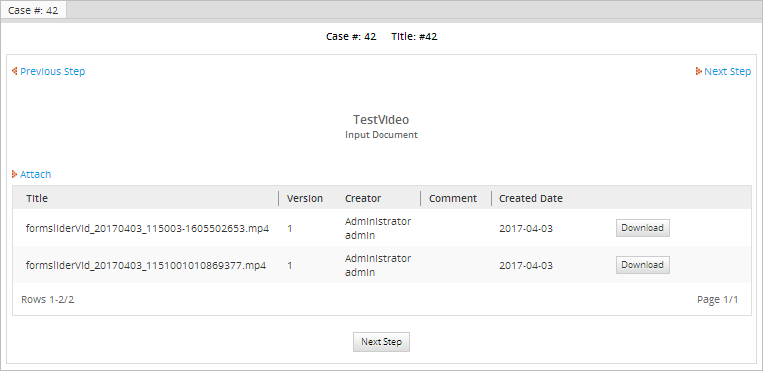 Case #: 42
Case #: 42 Title: #42
Previous Step Next Step
TestVideo
Input Document
Attach
Title Version Creator Comment Created Date
formsliderVid_20170403_115003-1605502653.mp4 1 Administrator admin 2017-04-03 Download
formsliderVid_20170403_1151001010869377.mp4 1 Administrator admin 2017-04-03 Download
Rows 1-2/2 Page 1/1
Next Step